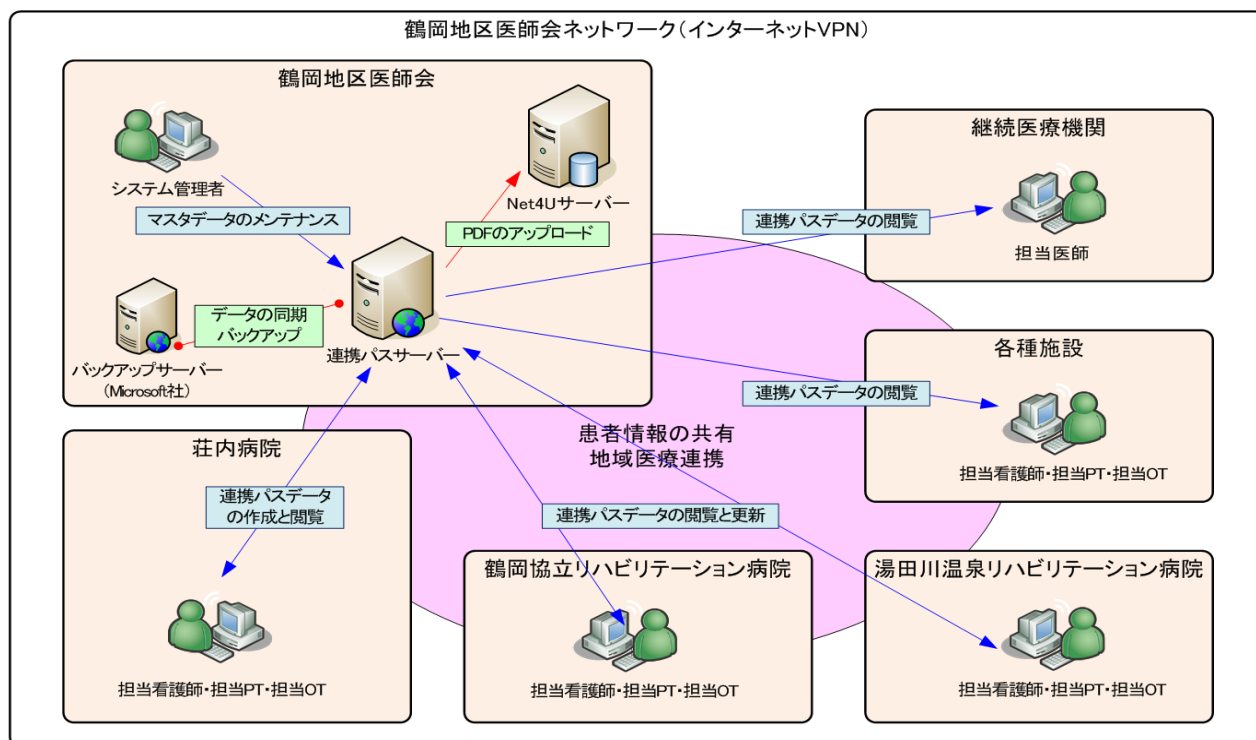 鶴岡地区医師会ネットワーク(インターネットVPN)
鶴岡地区医師会
システム管理者
マスタデータのメンテナンス
Net4Uサーバー
PDFのアップロード
データの同期
バックアップ
連携パスサーバー
バックアップサーバー
(Microsoft社)
継続医療機関
連携パスデータの閲覧
担当医師
各種施設
連携パスデータの閲覧
担当看護師・担当PT・担当OT
患者情報の共有
地域医療連携
荘内病院
連携パスデータ
の作成と閲覧
担当看護師・担当PT・担当OT
連携パスデータの閲覧と更新
鶴岡協立リハビリテーション病院
担当看護師・担当PT・担当OT
湯田川温泉リハビリテーション病院
担当看護師・担当PT・担当OT